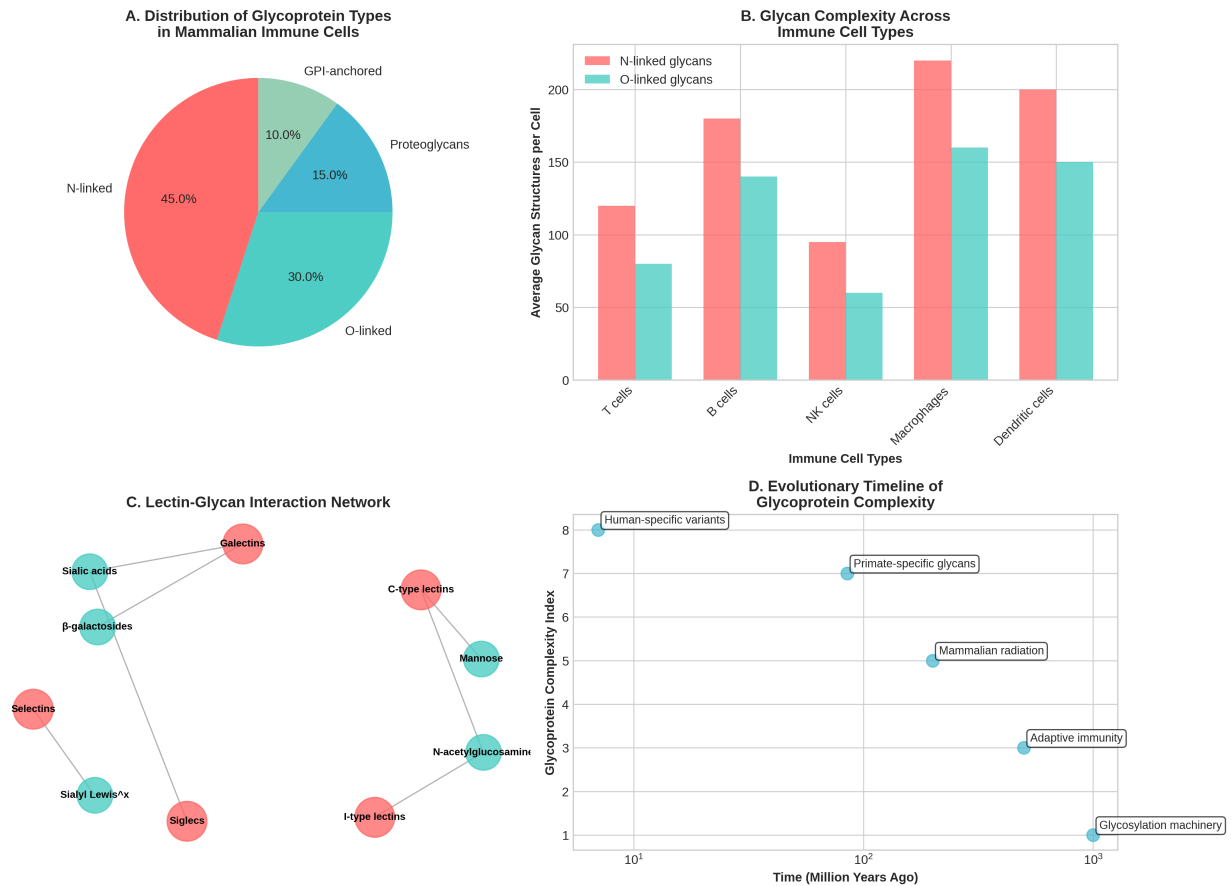 A. Distribution of Glycoprotein Types
in Mammalian Immune Cells
GPI-anchored
Proteoglycans
N-linked
O-linked
10.0%
15.0%
45.0%
30.0%
B. Glycan Complexity Across
Immune Cell Types
N-linked glycans
O-linked glycans
Average Glycan Structures per Cell
200
150
100
50
0
T cells
B cells
NK cells
Macrophages
Dendritic cells
Immune Cell Types
C. Lectin-Glycan Interaction Network
Galectins
Sialic acids
β-galactosides
C-type lectins
Mannose
Selectins
N-acetylglucosamine
Sialyl Lewis^x
Siglecs
I-type lectins
D. Evolutionary Timeline of
Glycoprotein Complexity
Glycoprotein Complexity Index
8
7
6
5
4
3
2
1
Human-specific variants
Primate-specific glycans
Mammalian radiation
Adaptive immunity
Glycosylation machinery
10¹
10²
10³
Time (Million Years Ago)